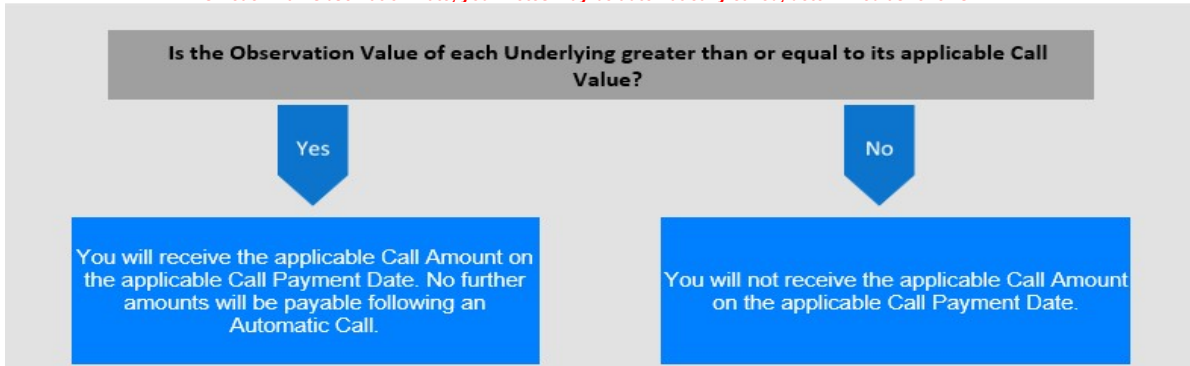 Is the Observation Value of each Underlying greater than or equal to its applicable Call
Value?
Yes
No
You will receive the applicable Call Amount on
the applicable Call Payment Date. No further
amounts will be payable following an
Automatic Call.
You will not receive the applicable Call Amount
on the applicable Call Payment Date.